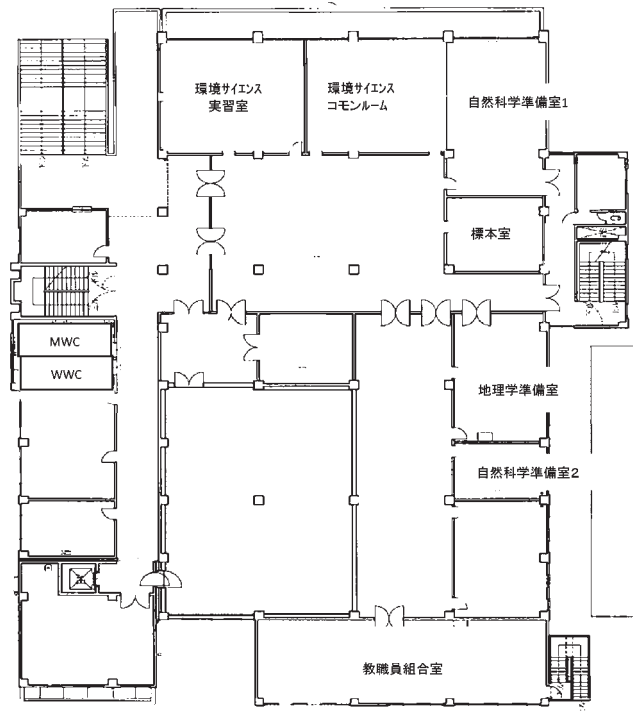 環境サイエンス
実習室
環境サイエンス
コモンルーム
自然科学準備室1
標本室
MWC
WWC
地理学準備室
自然科学準備室2
教職員組合室